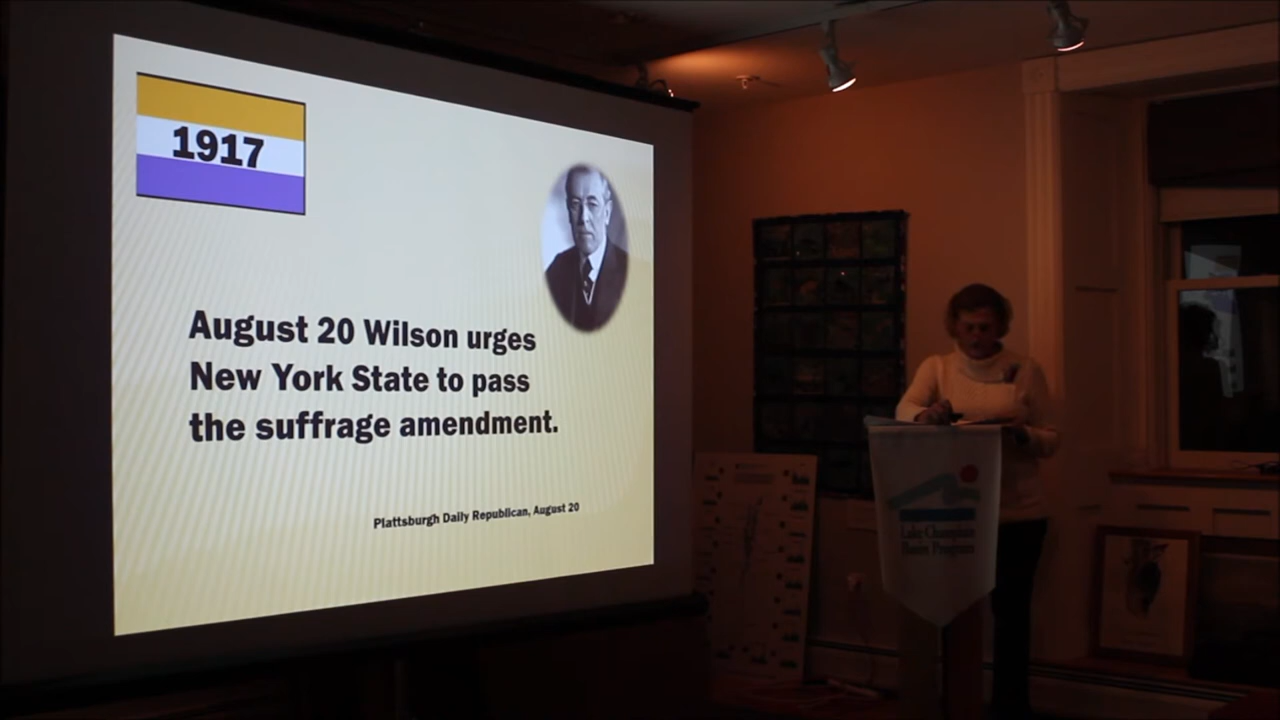 1917
August 20 Wilson urges
New York State to pass
the suffrage amendment.
Plattsburgh Daily Republican, August 20
Lake Champlain
Basin Program